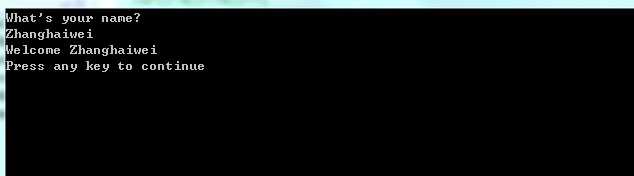 What's your name?
Zhanghaiwei
Welcome Zhanghaiwei
Press any key to continue